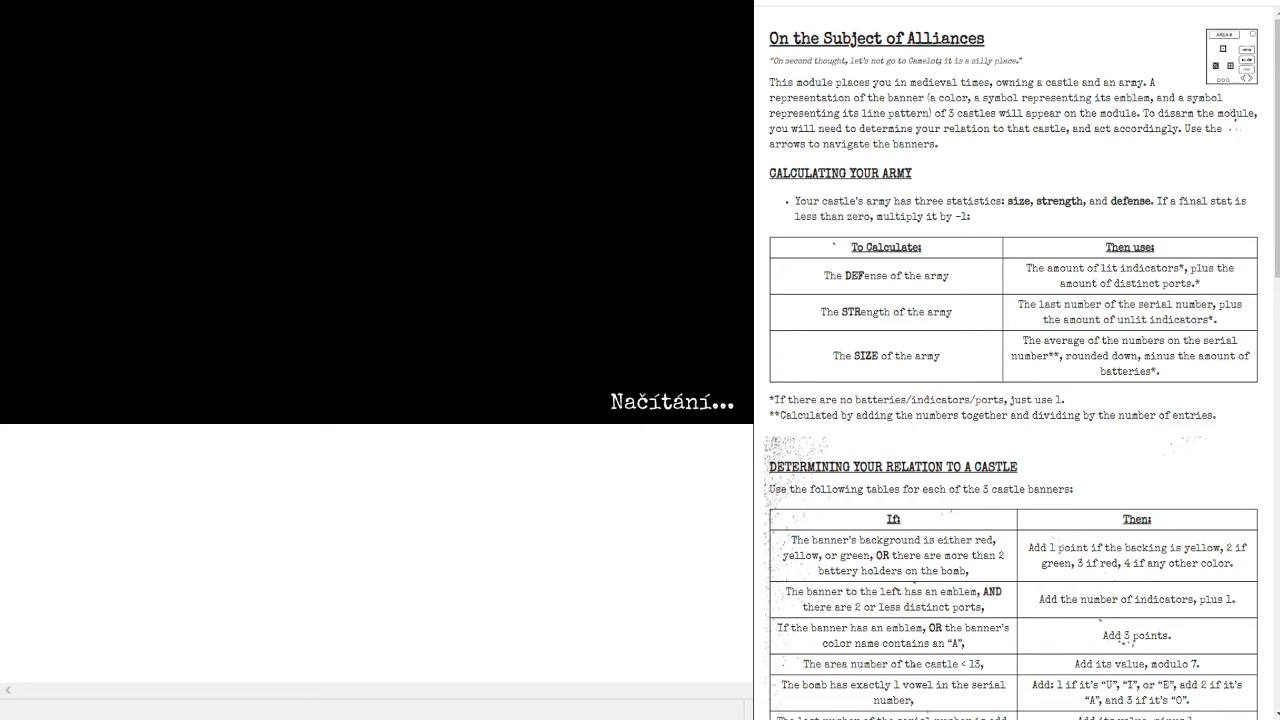 Načítání...
On the Subject of Alliances
AREA#
"On second thought, let's not go to Camelot; it is a silly place."
This module places you in medieval times, owning a castle and an army. A
representation of the banner (a color, a symbol representing its emblem, and a symbol
representing its line pattern) of 3 castles will appear on the module. To disarm the module,
you will need to determine your relation to that castle, and act accordingly. Use the
arrows to navigate the banners.
CALCULATING YOUR ARMY
• Your castle's army has three statistics: size, strength, and defense. If a final stat is
less than zero, multiply it by -1:
To Calculate:
Then use:
The DEFense of the army
The amount of lit indicators*, plus the
amount of distinct ports.*
The STRength of the army
The last number of the serial number, plus
the amount of unlit indicators*.
The SIZE of the army
The average of the numbers on the serial
number**, rounded down, minus the amount of
batteries*.
*If there are no batteries/indicators/ports, just use 1.
**Calculated by adding the numbers together and dividing by the number of entries.
DETERMINING YOUR RELATION TO A CASTLE
Use the following tables for each of the 3 castle banners:
If:
Then:
The banner's background is either red,
yellow, or green, OR there are more than 2
battery holders on the bomb,
Add 1 point if the backing is yellow, 2 if
green, 3 if red, 4 if any other color.
The banner to the left has an emblem, AND
there are 2 or less distinct ports,
Add the number of indicators, plus 1.
If the banner has an emblem, OR the banner's
color name contains an "A",
Add 3 points.
The area number of the castle < 13,
Add its value, modulo 7.
The bomb has exactly 1 vowel in the serial
number,
Add: 1 if it's "U", "I", or "E", add 2 if it's
"A", and 3 if it's "O".